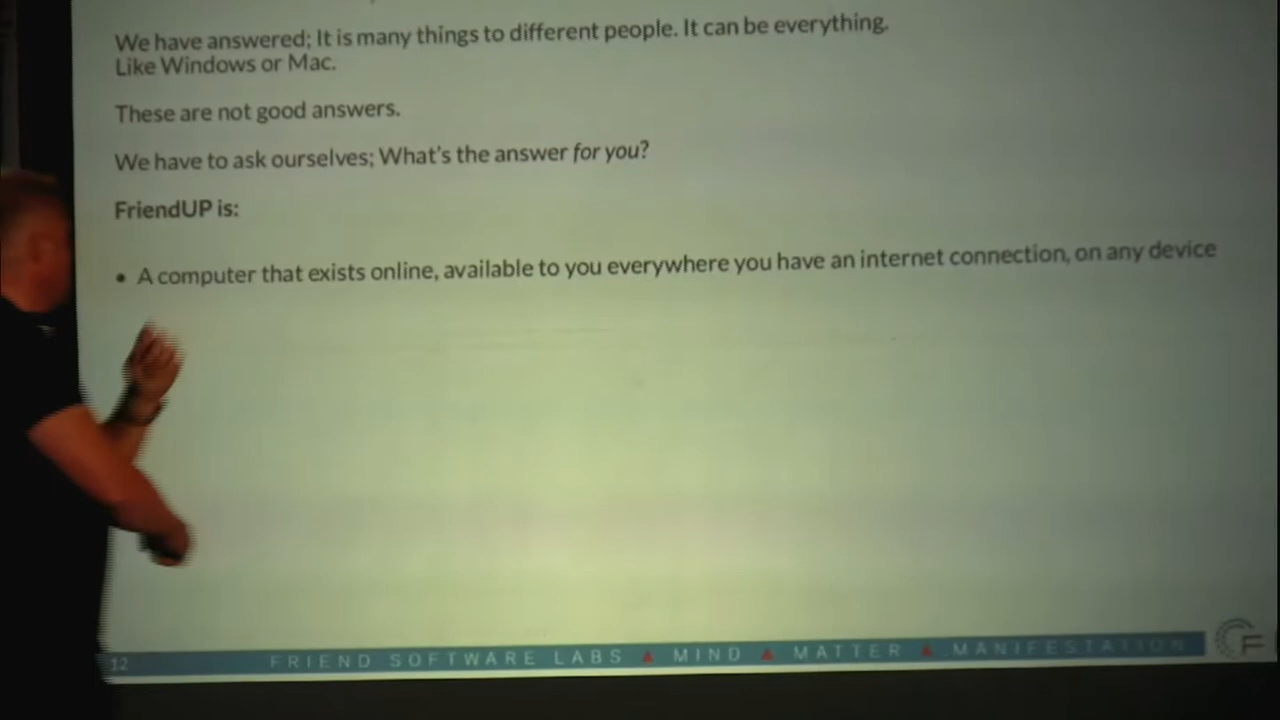 We have answered; It is many things to different people. It can be everything.
Like Windows or Mac.
These are not good answers.
We have to ask ourselves; What's the answer for you?
FriendUP is:
• A computer that exists online, available to you everywhere you have an internet connection, on any device
12
FRIEND SOFTWARE LABS ▲ MIND ▲ MATTER ▲ MANIFESTATION
F